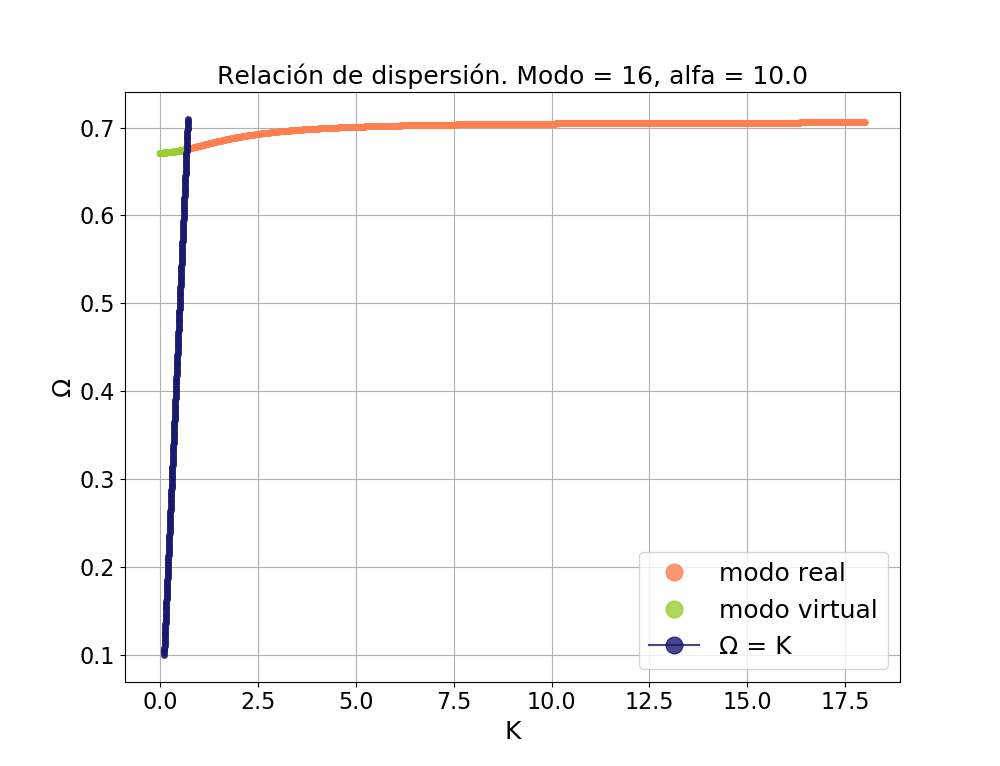 Relación de dispersión. Modo = 16, alfa = 10.0
0.7
0.6
0.5
0.4
0.3
0.2
0.1
Ω
modo real
modo virtual
Ω = K
0.0 2.5 5.0 7.5 10.0 12.5 15.0 17.5
K